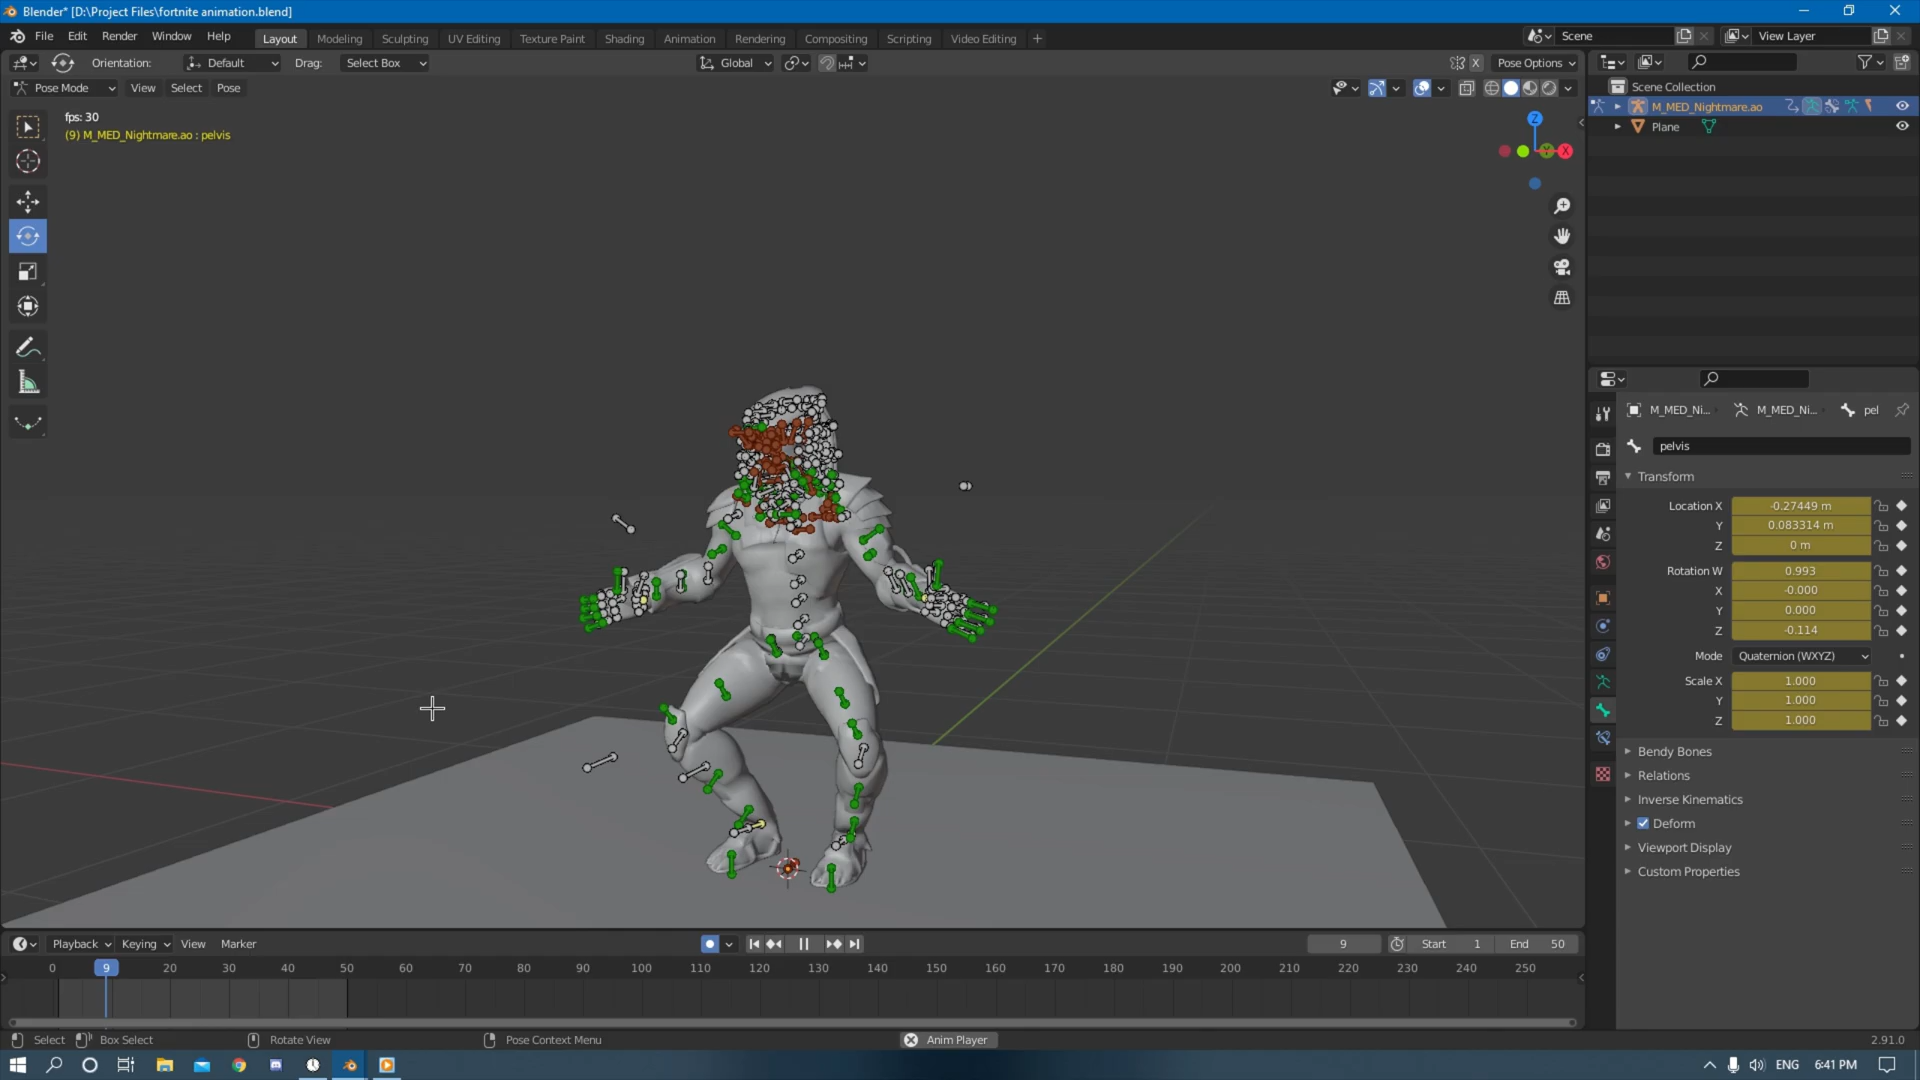 Blender* [D:\Project Files\fortnite animation.blend]
File Edit Render Window Help Layout Modeling Sculpting UV Editing Texture Paint Shading Animation Rendering Compositing Scripting Video Editing + Scene View Layer
Orientation: Default Drag: Select Box Global X Pose Options
Pose Mode View Select Pose
Scene Collection
M_MED_Nightmare.ao
Plane
fps: 30
(9) M_MED_Nightmare.ao : pelvis
Z
Y
X
M_MED_Ni... M_MED_Ni... pel
pelvis
Transform
Location X -0.27449 m
Y 0.083314 m
Z 0 m
Rotation W 0.993
X -0.000
Y 0.000
Z -0.114
Mode Quaternion (WXYZ)
Scale X 1.000
Y 1.000
Z 1.000
Bendy Bones
Relations
Inverse Kinematics
Deform
Viewport Display
Custom Properties
Playback Keying View Marker 9 Start 1 End 50
0 9 20 30 40 50 60 70 80 90 100 110 120 130 140 150 160 170 180 190 200 210 220 230 240 250
Select Box Select Rotate View Pose Context Menu Anim Player 2.91.0
ENG 6:41 PM